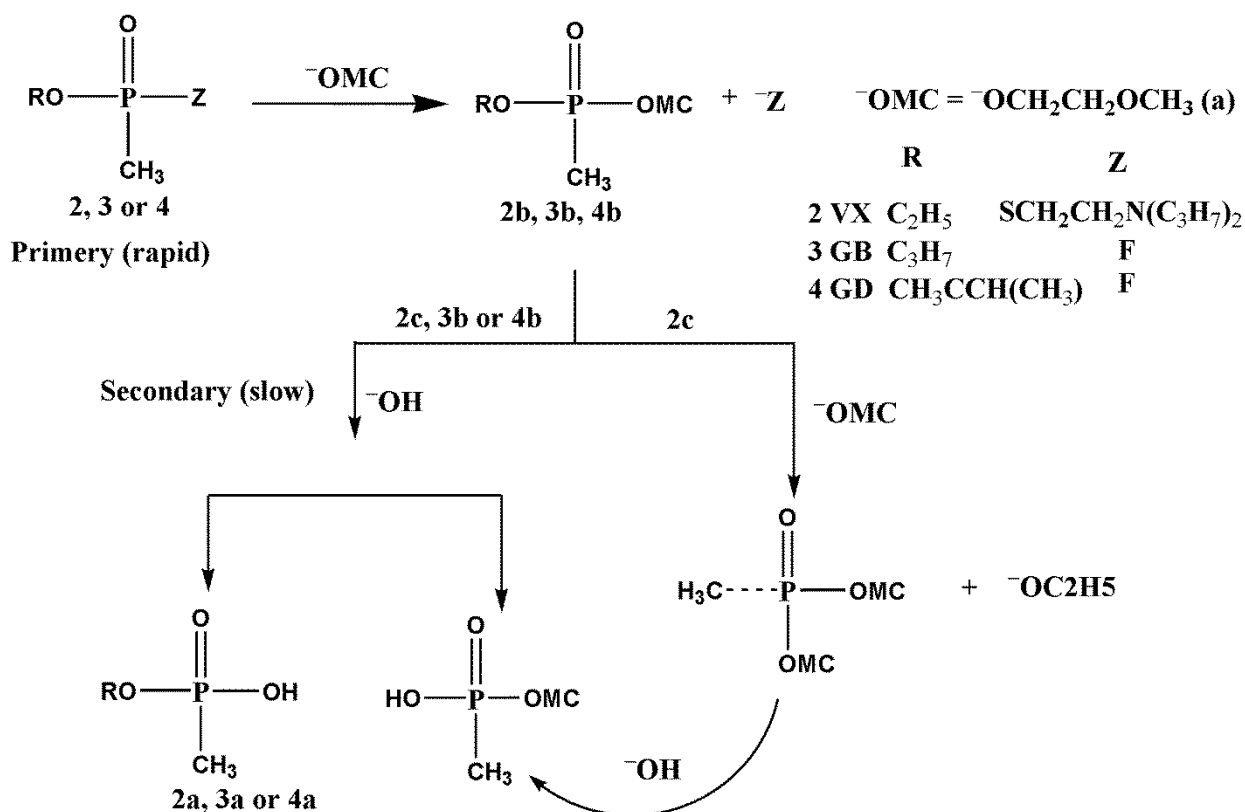 O
RO P Z
CH3
2, 3 or 4
Primery (rapid)
⁻OMC
O
RO P OMC
CH3
2b, 3b, 4b
+ ⁻Z
⁻OMC = ⁻OCH2CH2OCH3 (a)
R Z
2 VX C2H5 SCH2CH2N(C3H7)2
3 GB C3H7 F
4 GD CH3CCH(CH3) F
2c, 3b or 4b 2c
Secondary (slow)
⁻OH
⁻OMC
O
H3C P OMC
OMC
+ ⁻OC2H5
O
RO P OH
CH3
2a, 3a or 4a
O
HO P OMC
CH3
⁻OH